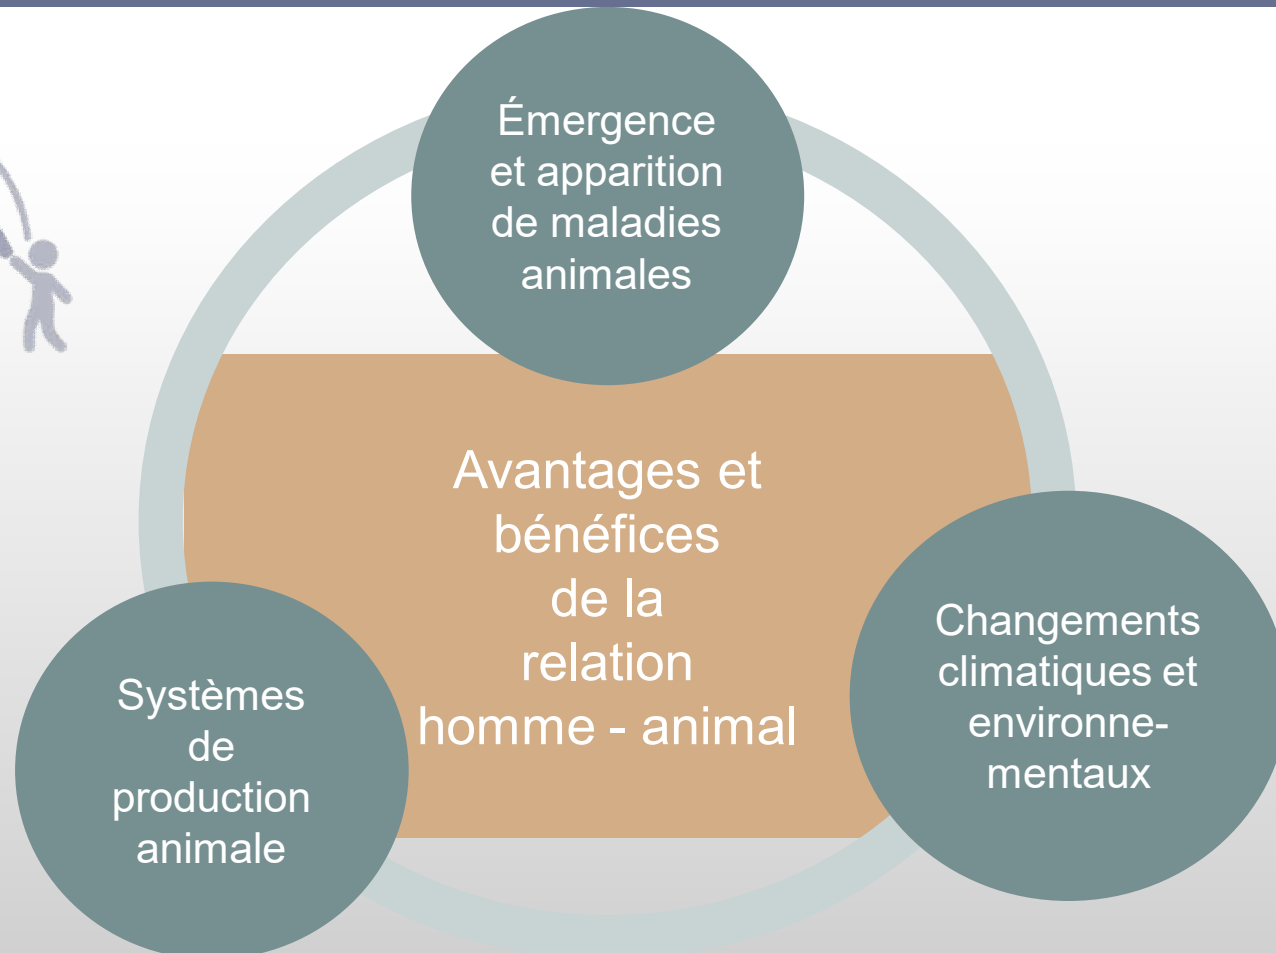 Émergence
et apparition
de maladies
animales
Avantages et
bénéfices
de la
relation
homme - animal
Changements
climatiques et
environne-
mentaux
Systèmes
de
production
animale